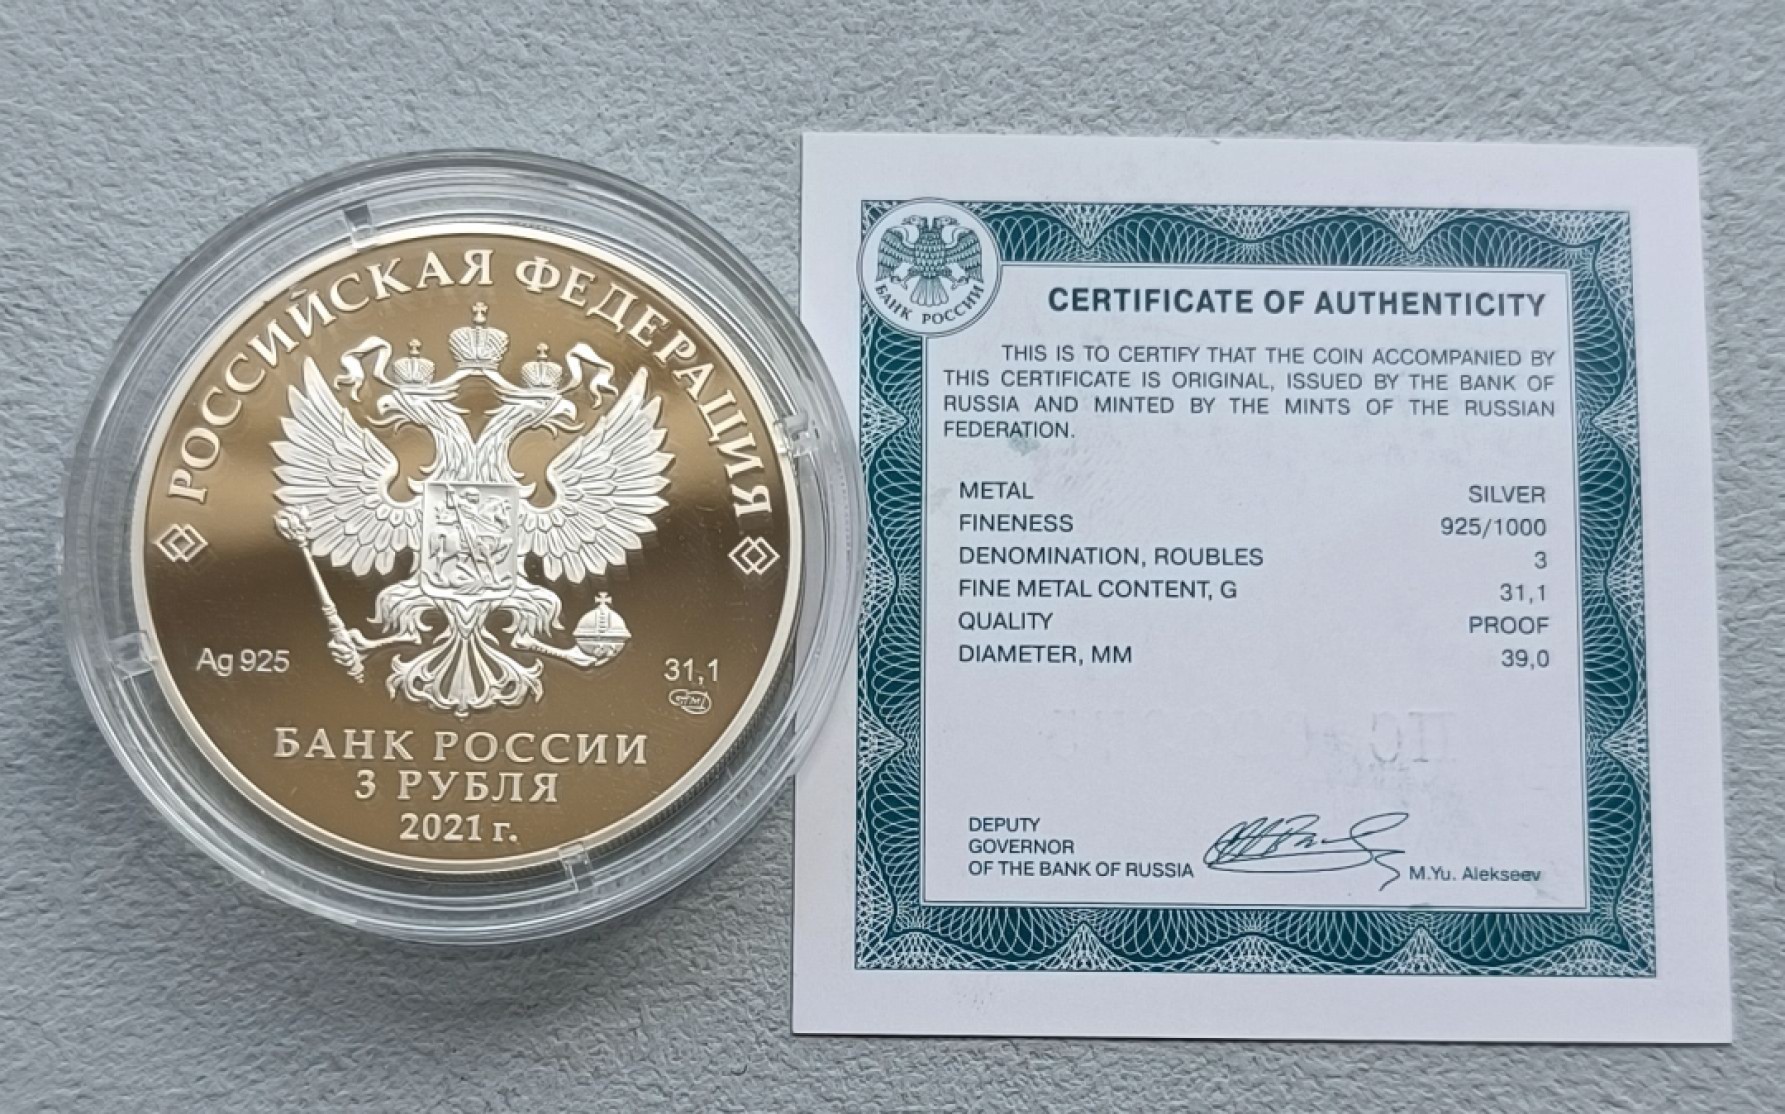 РОССИЙСКАЯ ФЕДЕРАЦИЯ
Ag 925
31,1
БАНК РОССИИ
3 РУБЛЯ
2021 г.
БАНК РОССИИ
CERTIFICATE OF AUTHENTICITY
THIS IS TO CERTIFY THAT THE COIN ACCOMPANIED BY
THIS CERTIFICATE IS ORIGINAL, ISSUED BY THE BANK OF
RUSSIA AND MINTED BY THE MINTS OF THE RUSSIAN
FEDERATION.
METAL SILVER
FINENESS 925/1000
DENOMINATION, ROUBLES 3
FINE METAL CONTENT, G 31,1
QUALITY PROOF
DIAMETER, MM 39,0
DEPUTY
GOVERNOR
OF THE BANK OF RUSSIA
M.Yu. Alekseev